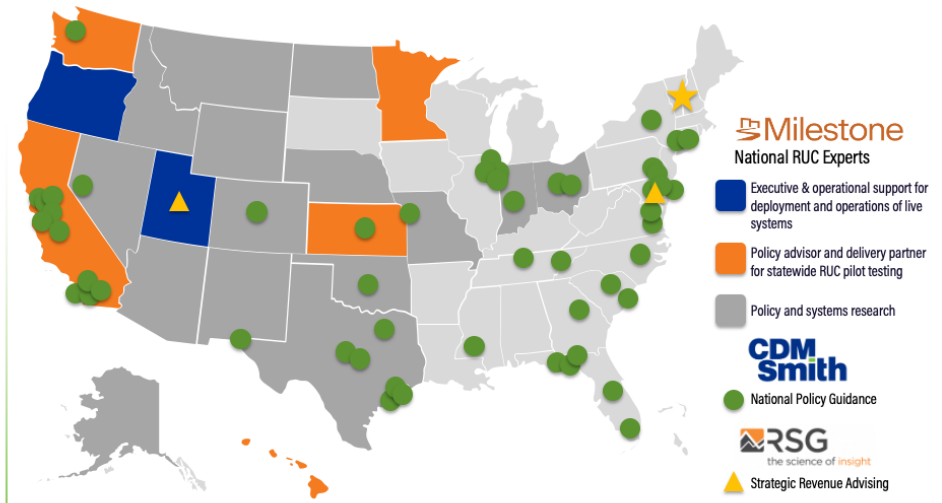 Milestone
National RUC Experts
Executive & operational support for
deployment and operations of live
systems
Policy advisor and delivery partner
for statewide RUC pilot testing
Policy and systems research
CDM
Smith
National Policy Guidance
RSG
the science of insight
Strategic Revenue Advising